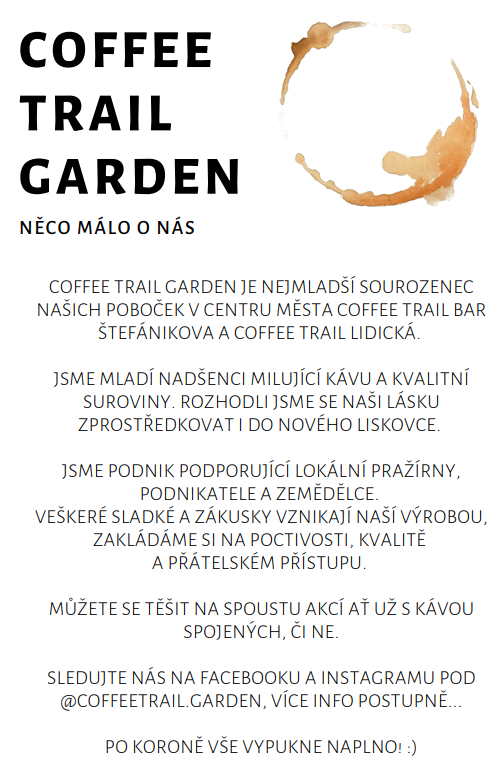 COFFEE
TRAIL
GARDEN
NĚCO MÁLO O NÁS
COFFEE TRAIL GARDEN JE NEJMLADŠÍ SOUROZENEC
NAŠICH POBOČEK V CENTRU MĚSTA COFFEE TRAIL BAR
ŠTEFÁNIKOVA A COFFEE TRAIL LIDICKÁ.
JSME MLADÍ NADŠENCI MILUJÍCÍ KÁVU A KVALITNÍ
SUROVINY. ROZHODLI JSME SE NAŠI LÁSKU
ZPROSTŘEDKOVAT I DO NOVÉHO LISKOVCE.
JSME PODNIK PODPORUJÍCÍ LOKÁLNÍ PRAŽÍRNY,
PODNIKATELE A ZEMĚDĚLCE.
VEŠKERÉ SLADKÉ A ZÁKUSKY VZNIKAJÍ NAŠÍ VÝROBOU,
ZAKLÁDÁME SI NA POCTIVOSTI, KVALITĚ
A PŘÁTELSKÉM PŘÍSTUPU.
MŮŽETE SE TĚŠIT NA SPOUSTU AKCÍ AŤ UŽ S KÁVOU
SPOJENÝCH, ČI NE.
SLEDUJTE NÁS NA FACEBOOKU A INSTAGRAMU POD
@COFFEETRAIL.GARDEN, VÍCE INFO POSTUPNĚ...
PO KORONĚ VŠE VYPUKNE NAPLNO! :)